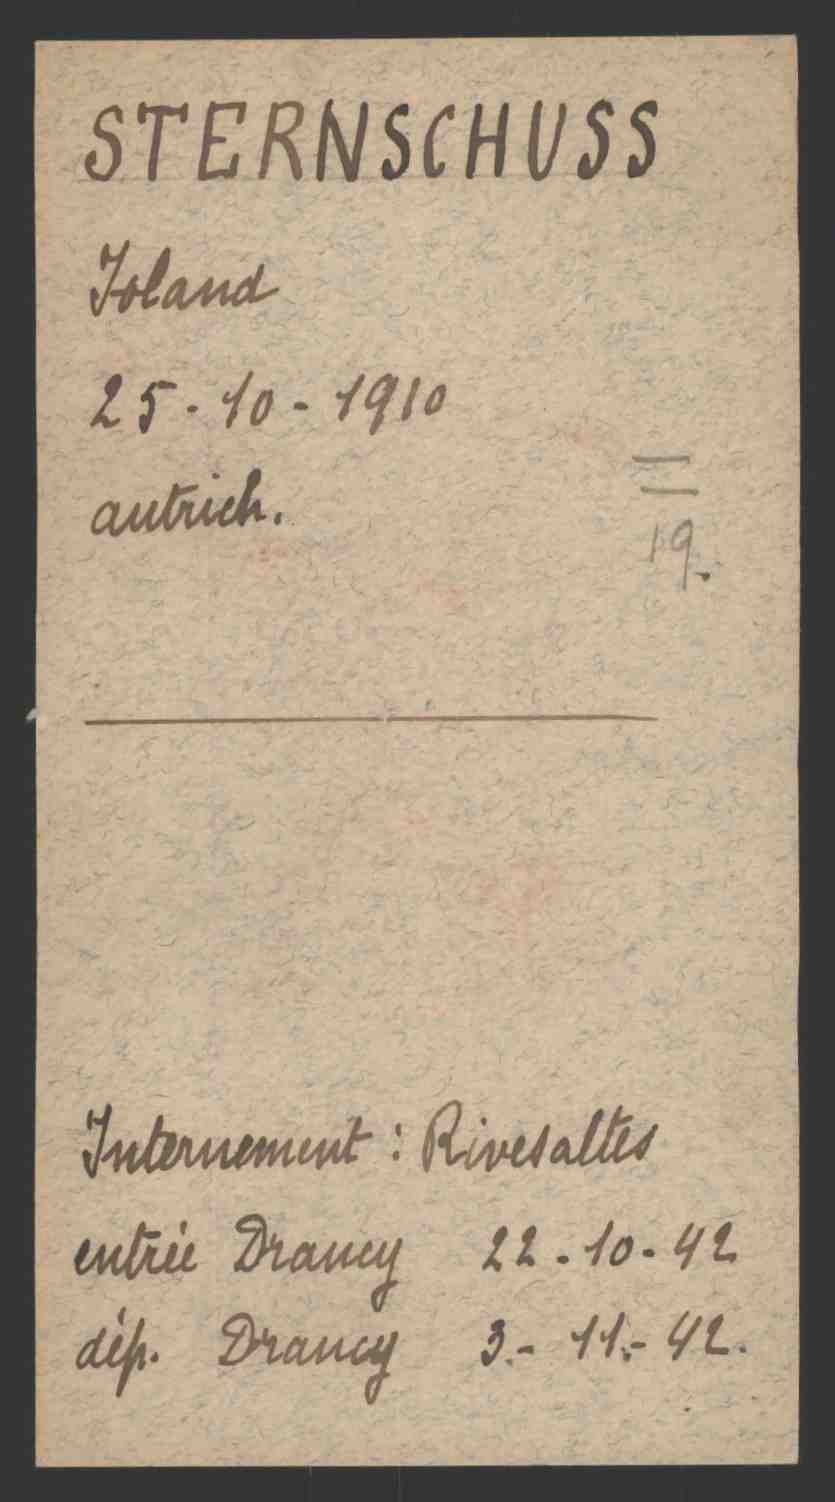 STERNSCHUSS
Joland
25-10-1910
autrich.
19.
Internement : Rivesaltes
entrée Drancy 22-10-42
dép. Drancy 3.- 11.- 42.